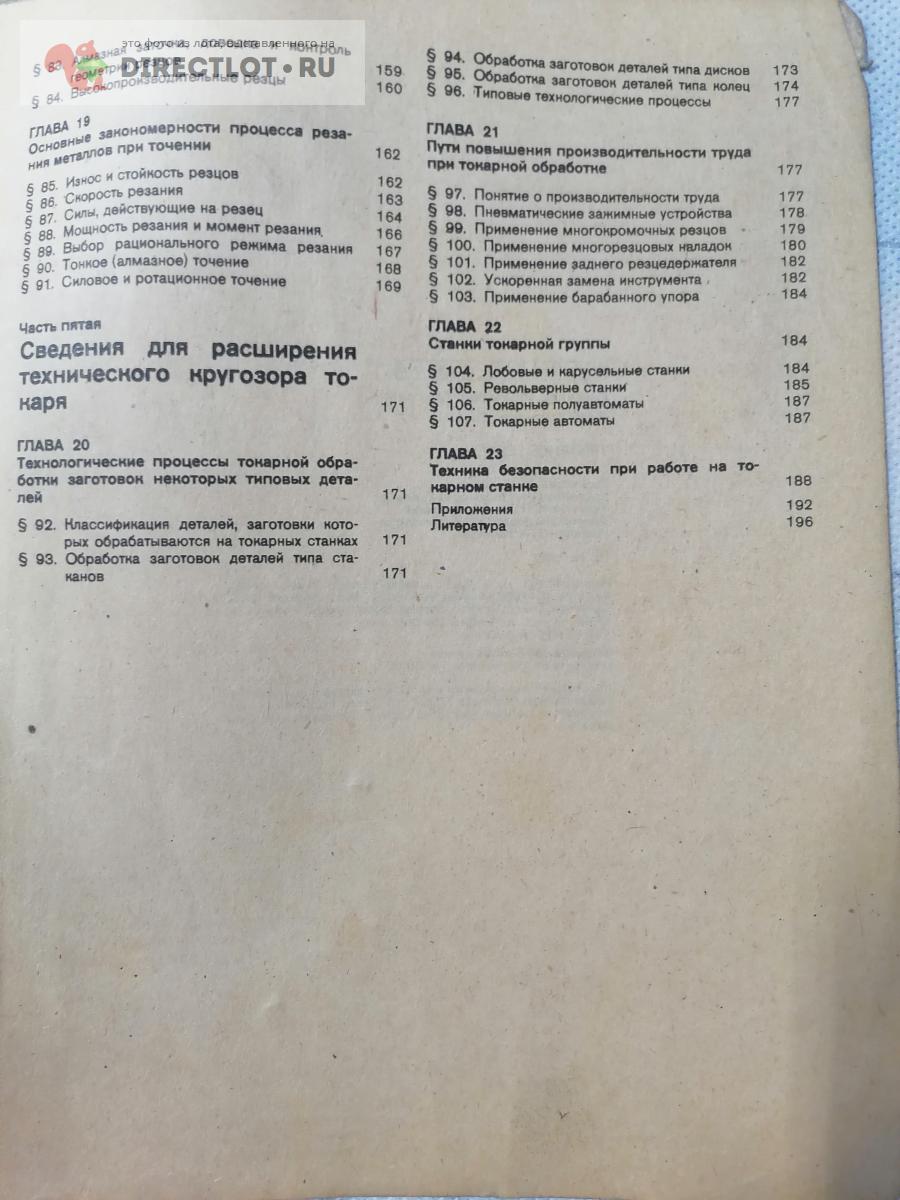 это фото из лота, выставленного на
DIRECTLOT.RU
§ 83. Алмазная контроль
геометрии резцов 159
§ 84. Высокопроизводительные резцы 160
ГЛАВА 19
Основные закономерности процесса реза-
ния металлов при точении 162
§ 85. Износ и стойкость резцов 162
§ 86. Скорость резания 163
§ 87. Силы, действующие на резец 164
§ 88. Мощность резания и момент резания 166
§ 89. Выбор рационального режима резания 167
§ 90. Тонкое (алмазное) точение 168
§ 91. Силовое и ротационное точение 169
Часть пятая
Сведения для расширения
технического кругозора то-
каря 171
ГЛАВА 20
Технологические процессы токарной обра-
ботки заготовок некоторых типовых дета-
лей 171
§ 92. Классификация деталей, заготовки кото-
рых обрабатываются на токарных станках 171
§ 93. Обработка заготовок деталей типа ста-
канов 171
§ 94. Обработка заготовок деталей типа дисков 173
§ 95. Обработка заготовок деталей типа колец 174
§ 96. Типовые технологические процессы 177
ГЛАВА 21
Пути повышения производительности труда
при токарной обработке 177
§ 97. Понятие о производительности труда 177
§ 98. Пневматические зажимные устройства 178
§ 99. Применение многокромочных резцов 179
§ 100. Применение многорезцовых наладок 180
§ 101. Применение заднего резцедержателя 182
§ 102. Ускоренная замена инструмента 182
§ 103. Применение барабанного упора 184
ГЛАВА 22
Станки токарной группы 184
§ 104. Лобовые и карусельные станки 184
§ 105. Револьверные станки 185
§ 106. Токарные полуавтоматы 187
§ 107. Токарные автоматы 187
ГЛАВА 23
Техника безопасности при работе на то-
карном станке 188
Приложения 192
Литература 196